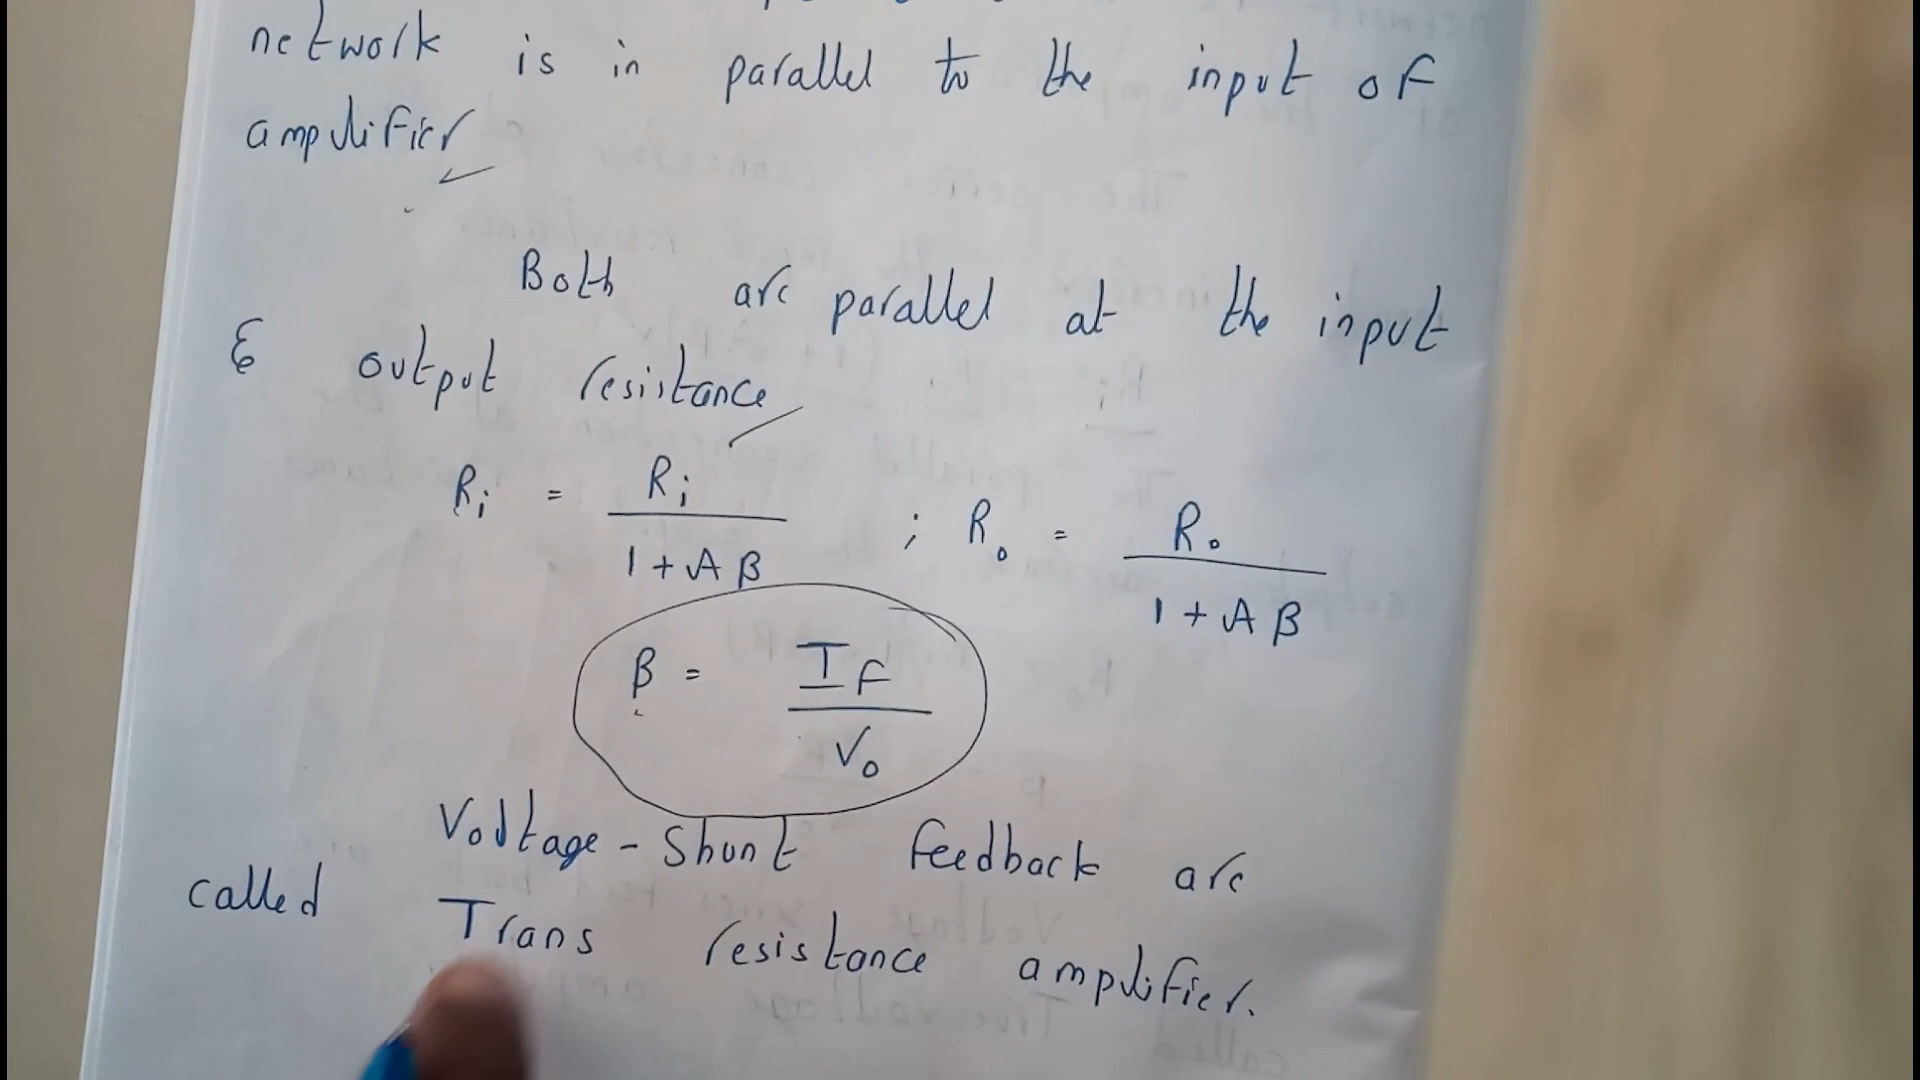 network is in parallel to the input of
amplifier
Both are parallel at the input
& output resistance
Ri = Ri / 1 + Aβ ; Ro = Ro / 1 + Aβ
β = If / Vo
Voltage - Shunt feedback are
called Trans resistance amplifier.